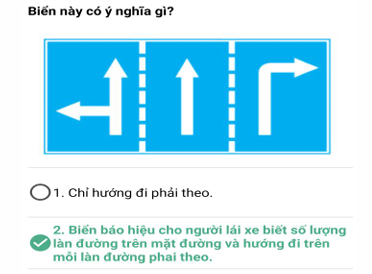 Biển này có ý nghĩa gì?
1. Chỉ hướng đi phải theo.
2. Biển báo hiệu cho người lái xe biết số lượng
làn đường trên mặt đường và hướng đi trên
mỗi làn đường phai theo.